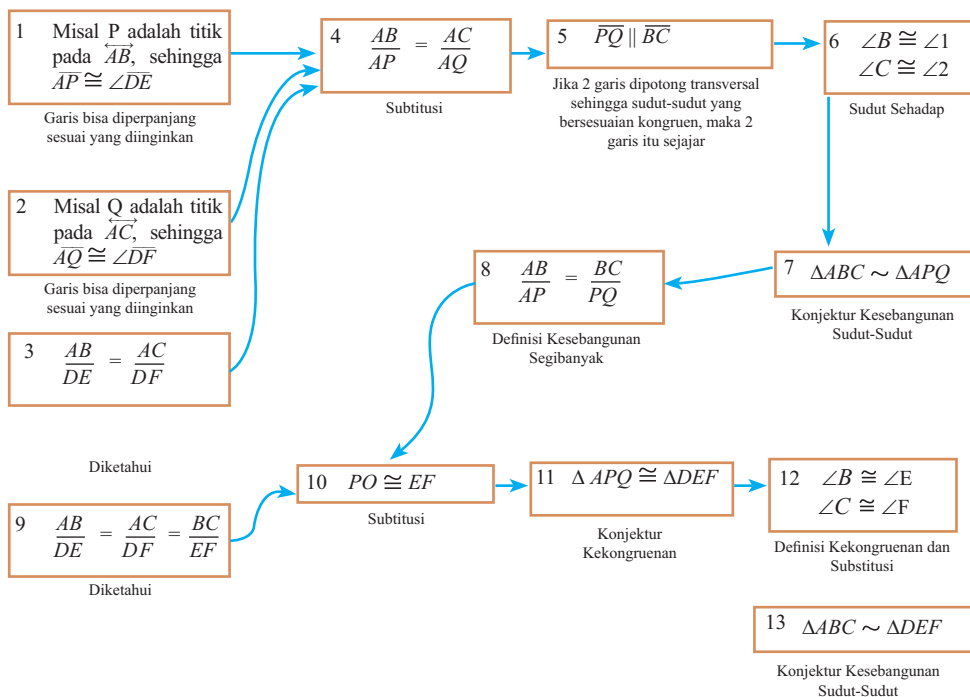 1 Misal P adalah titik
pada AB, sehingga
AP ≅ ∠DE
Garis bisa diperpanjang
sesuai yang diinginkan
2 Misal Q adalah titik
pada AC, sehingga
AQ ≅ ∠DF
Garis bisa diperpanjang
sesuai yang diinginkan
3 AB/DE = AC/DF
Diketahui
4 AB/AP = AC/AQ
Subtitusi
5 PQ || BC
Jika 2 garis dipotong transversal
sehingga sudut-sudut yang
bersesuaian kongruen, maka 2
garis itu sejajar
6 ∠B ≅ ∠1
∠C ≅ ∠2
Sudut Sehadap
7 ΔABC ~ ΔAPQ
Konjektur Kesebangunan
Sudut-Sudut
8 AB/AP = BC/PQ
Definisi Kesebangunan
Segibanyak
9 AB/DE = AC/DF = BC/EF
Diketahui
10 PO ≅ EF
Subtitusi
11 Δ APQ ≅ ΔDEF
Konjektur
Kekongruenan
12 ∠B ≅ ∠E
∠C ≅ ∠F
Definisi Kekongruenan dan
Substitusi
13 ΔABC ~ ΔDEF
Konjektur Kesebangunan
Sudut-Sudut